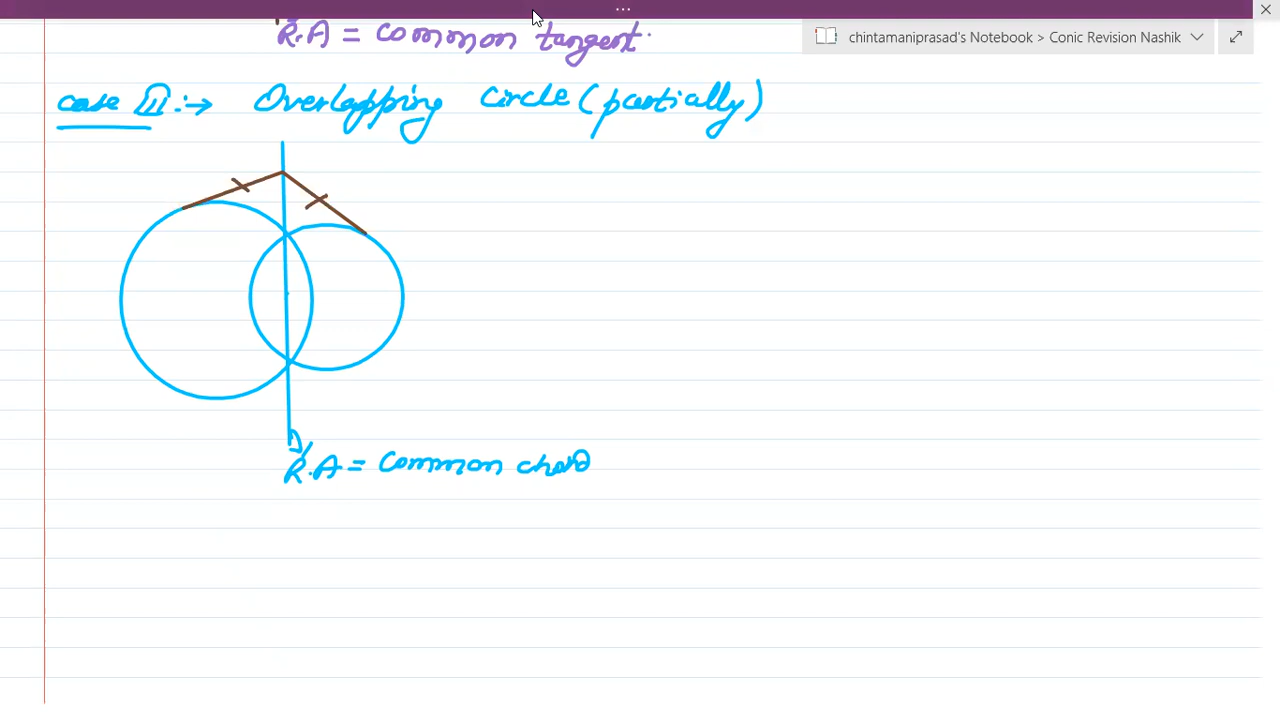 R.A = common tangent.
chintamaniprasad's Notebook > Conic Revision Nashik
case III :→ Overlapping Circle (partially)
R.A = Common chord